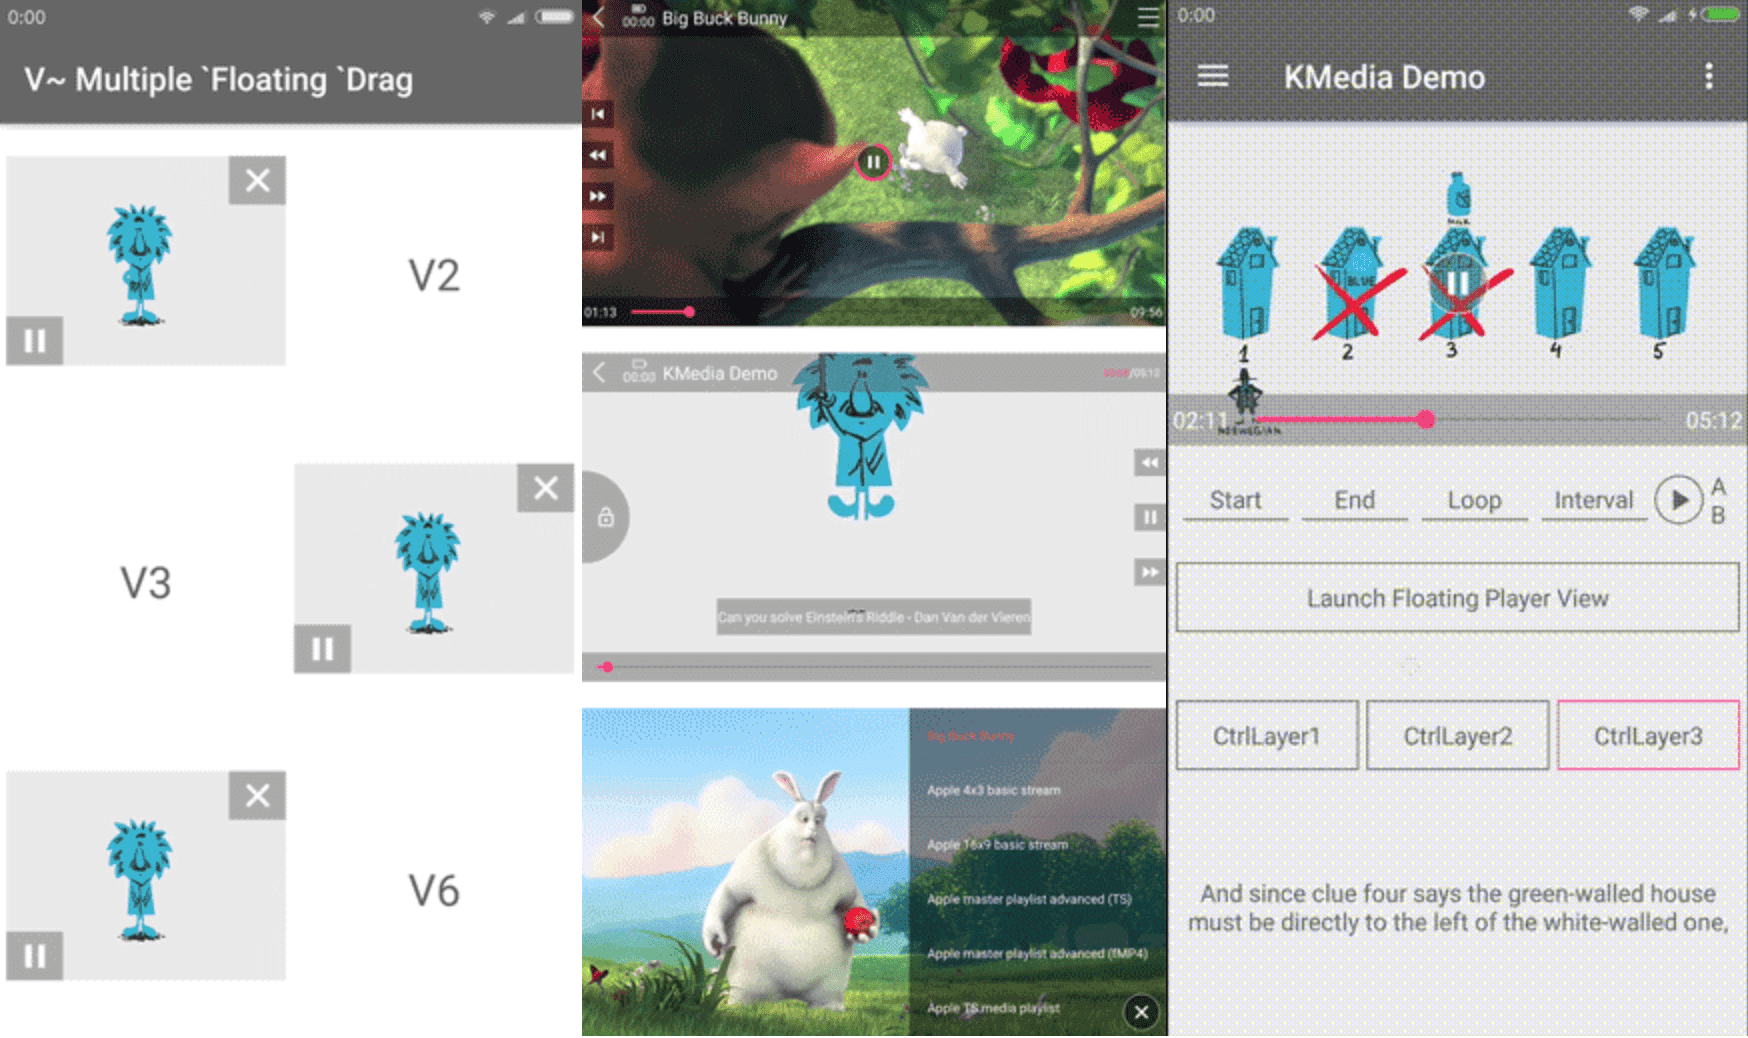 0:00
V~ Multiple `Floating `Drag
V2
V3
V6
00:00 Big Buck Bunny
01:13
09:56
00:00 KMedia Demo
/05:12
Can you solve Einstein's Riddle - Dan Van der Vieren
Big Buck Bunny
Apple 4x3 basic stream
Apple 16x9 basic stream
Apple master playlist advanced (TS)
Apple master playlist advanced (fMP4)
Apple TS media playlist
0:00
KMedia Demo
MILK
BLUE
1 2 3 4 5
02:11
05:12
NORWEGIAN
Start End Loop Interval A
B
Launch Floating Player View
CtrlLayer1 CtrlLayer2 CtrlLayer3
And since clue four says the green-walled house
must be directly to the left of the white-walled one,